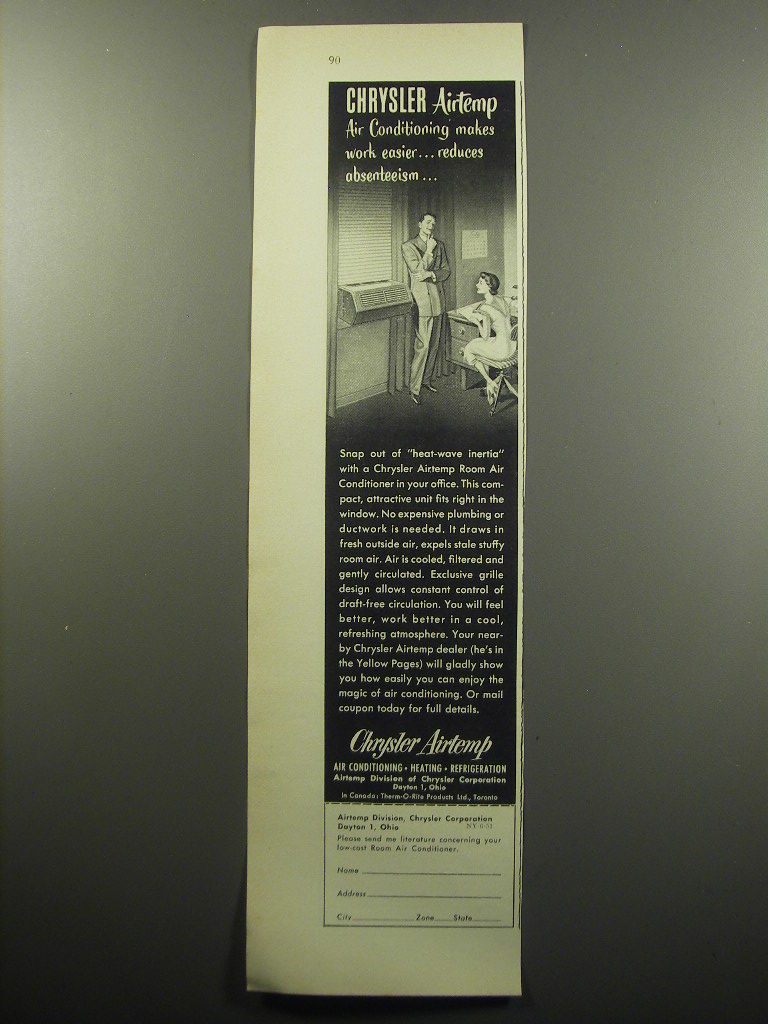 90
CHRYSLER Airtemp
Air Conditioning makes
work easier... reduces
absenteeism...
Snap out of "heat-wave inertia"
with a Chrysler Airtemp Room Air
Conditioner in your office. This com-
pact, attractive unit fits right in the
window. No expensive plumbing or
ductwork is needed. It draws in
fresh outside air, expels stale stuffy
room air. Air is cooled, filtered and
gently circulated. Exclusive grille
design allows constant control of
draft-free circulation. You will feel
better, work better in a cool,
refreshing atmosphere. Your near-
by Chrysler Airtemp dealer (he's in
the Yellow Pages) will gladly show
you how easily you can enjoy the
magic of air conditioning. Or mail
coupon today for full details.
Chrysler Airtemp
AIR CONDITIONING • HEATING • REFRIGERATION
Airtemp Division of Chrysler Corporation
Dayton 1, Ohio
In Canada: Therm-O-Rite Products Ltd., Toronto
Airtemp Division, Chrysler Corporation
Dayton 1, Ohio NY-6-51
Please send me literature concerning your
low-cost Room Air Conditioner.
Name
Address
City Zone State